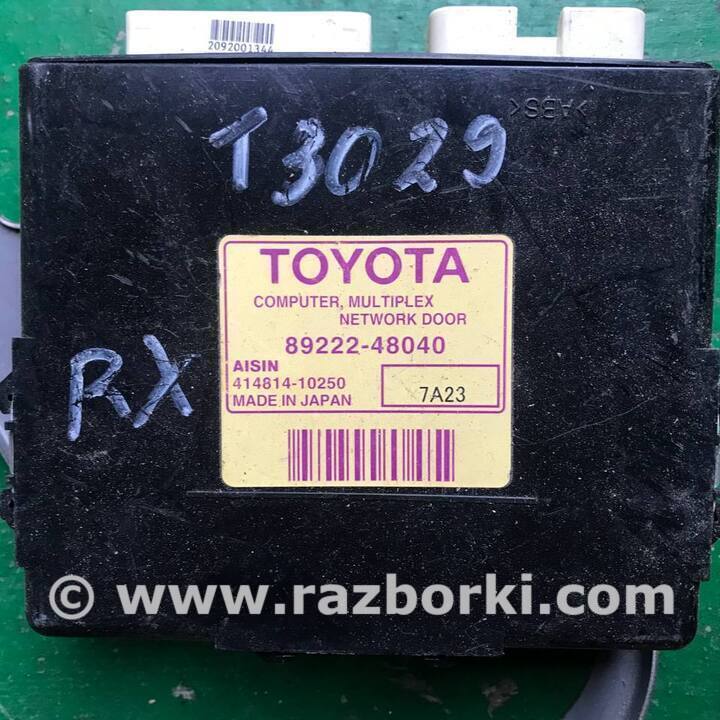 2092001344
>ABS<
T3029
TOYOTA
COMPUTER, MULTIPLEX
NETWORK DOOR
89222-48040
AISIN
414814-10250
MADE IN JAPAN
7A23
RX
© www.razborki.com